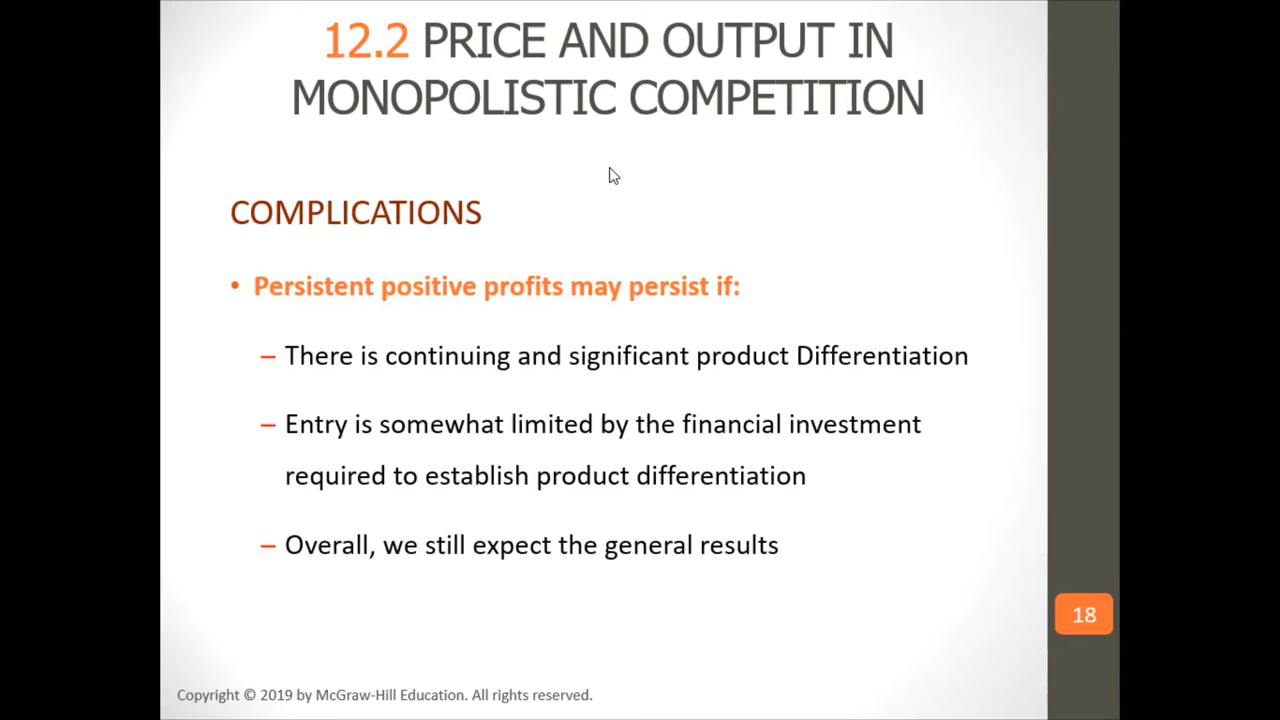 12.2 PRICE AND OUTPUT IN
MONOPOLISTIC COMPETITION
COMPLICATIONS
• Persistent positive profits may persist if:
– There is continuing and significant product Differentiation
– Entry is somewhat limited by the financial investment
required to establish product differentiation
– Overall, we still expect the general results
18
Copyright © 2019 by McGraw-Hill Education. All rights reserved.